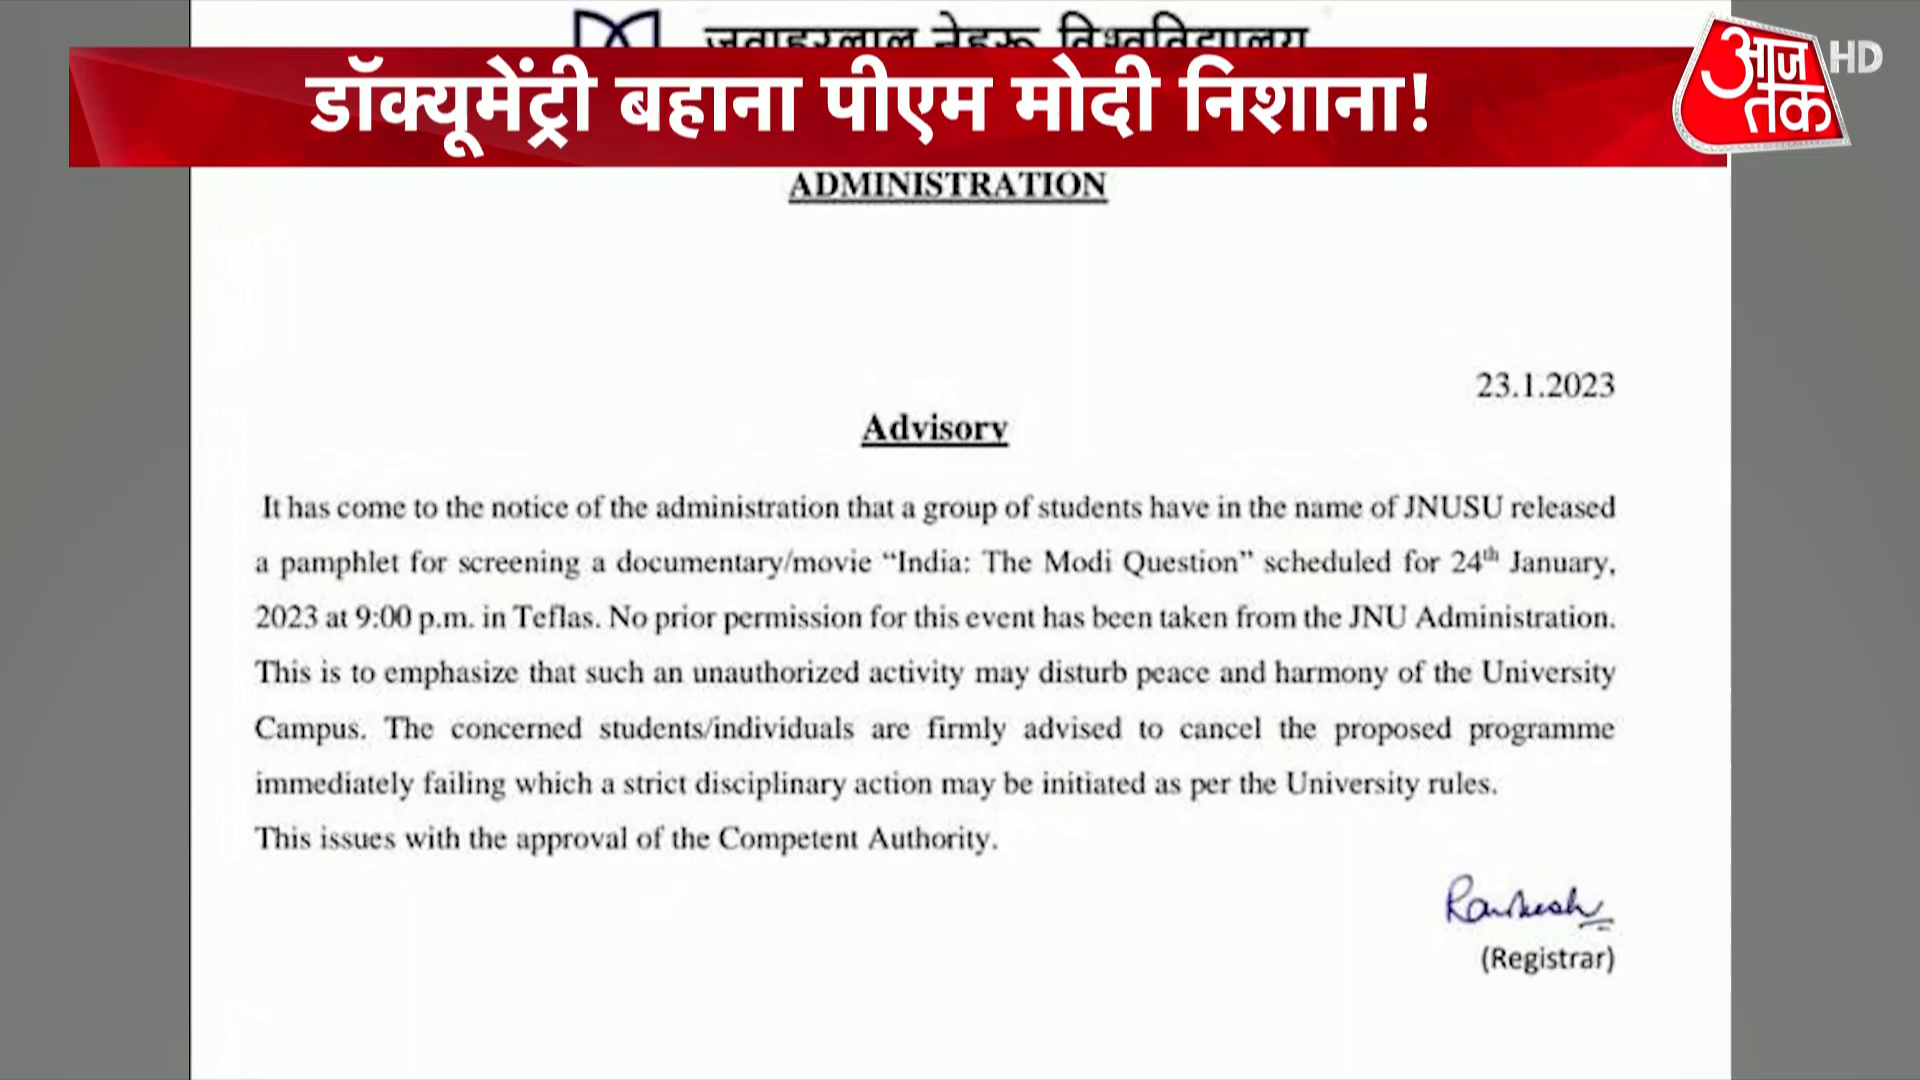 जवाहरलाल नेहरू विश्वविद्यालय
डॉक्यूमेंट्री बहाना पीएम मोदी निशाना!
आज
तक
HD
ADMINISTRATION
23.1.2023
Advisory
It has come to the notice of the administration that a group of students have in the name of JNUSU released
a pamphlet for screening a documentary/movie “India: The Modi Question” scheduled for 24th January,
2023 at 9:00 p.m. in Teflas. No prior permission for this event has been taken from the JNU Administration.
This is to emphasize that such an unauthorized activity may disturb peace and harmony of the University
Campus. The concerned students/individuals are firmly advised to cancel the proposed programme
immediately failing which a strict disciplinary action may be initiated as per the University rules.
This issues with the approval of the Competent Authority.
(Registrar)